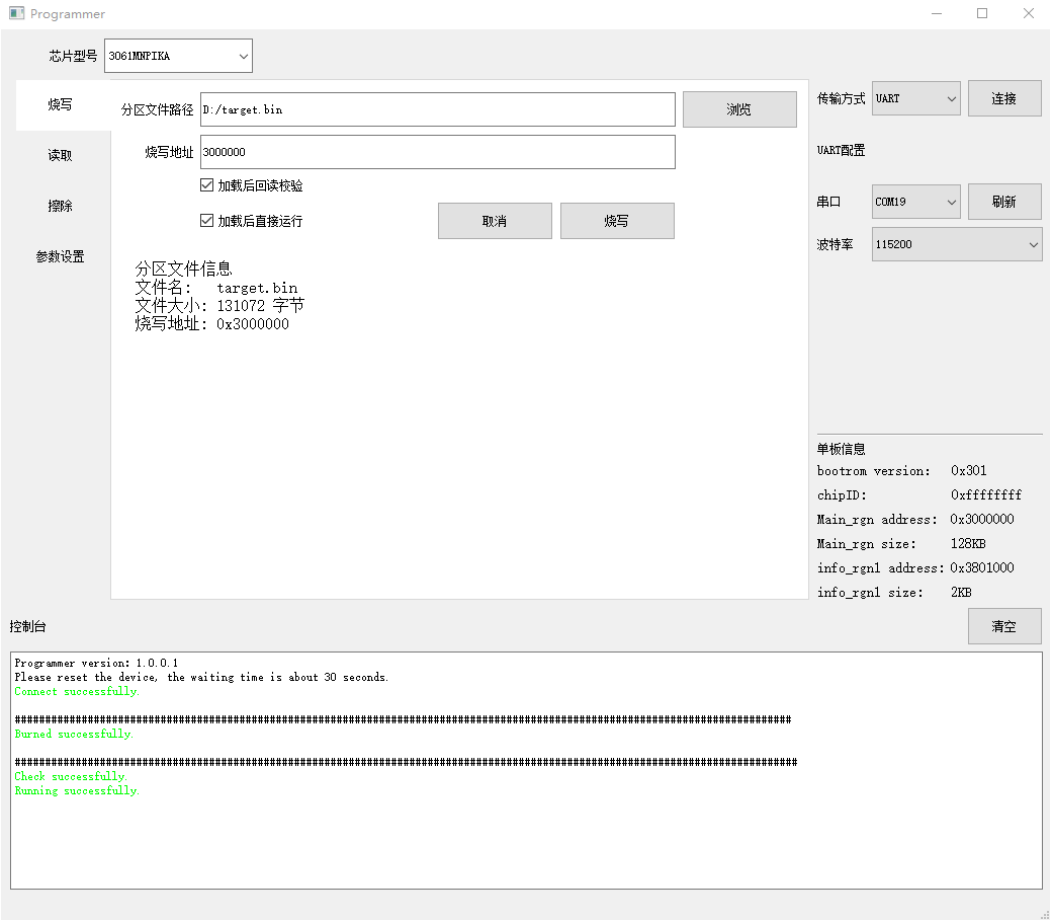 Programmer
芯片型号 3061MNPIKA
烧写
读取
擦除
参数设置
分区文件路径 D:/target.bin 浏览
烧写地址 3000000
加载后回读校验
加载后直接运行 取消 烧写
分区文件信息
文件名: target.bin
文件大小: 131072 字节
烧写地址: 0x3000000
传输方式 UART 连接
UART配置
串口 COM19 刷新
波特率 115200
单板信息
bootrom version: 0x301
chipID: 0xffffffff
Main_rgn address: 0x3000000
Main_rgn size: 128KB
info_rgn1 address: 0x3801000
info_rgn1 size: 2KB
控制台 清空
Programmer version: 1.0.0.1
Please reset the device, the waiting time is about 30 seconds.
Connect successfully.
Burned successfully.
Check successfully.
Running successfully.